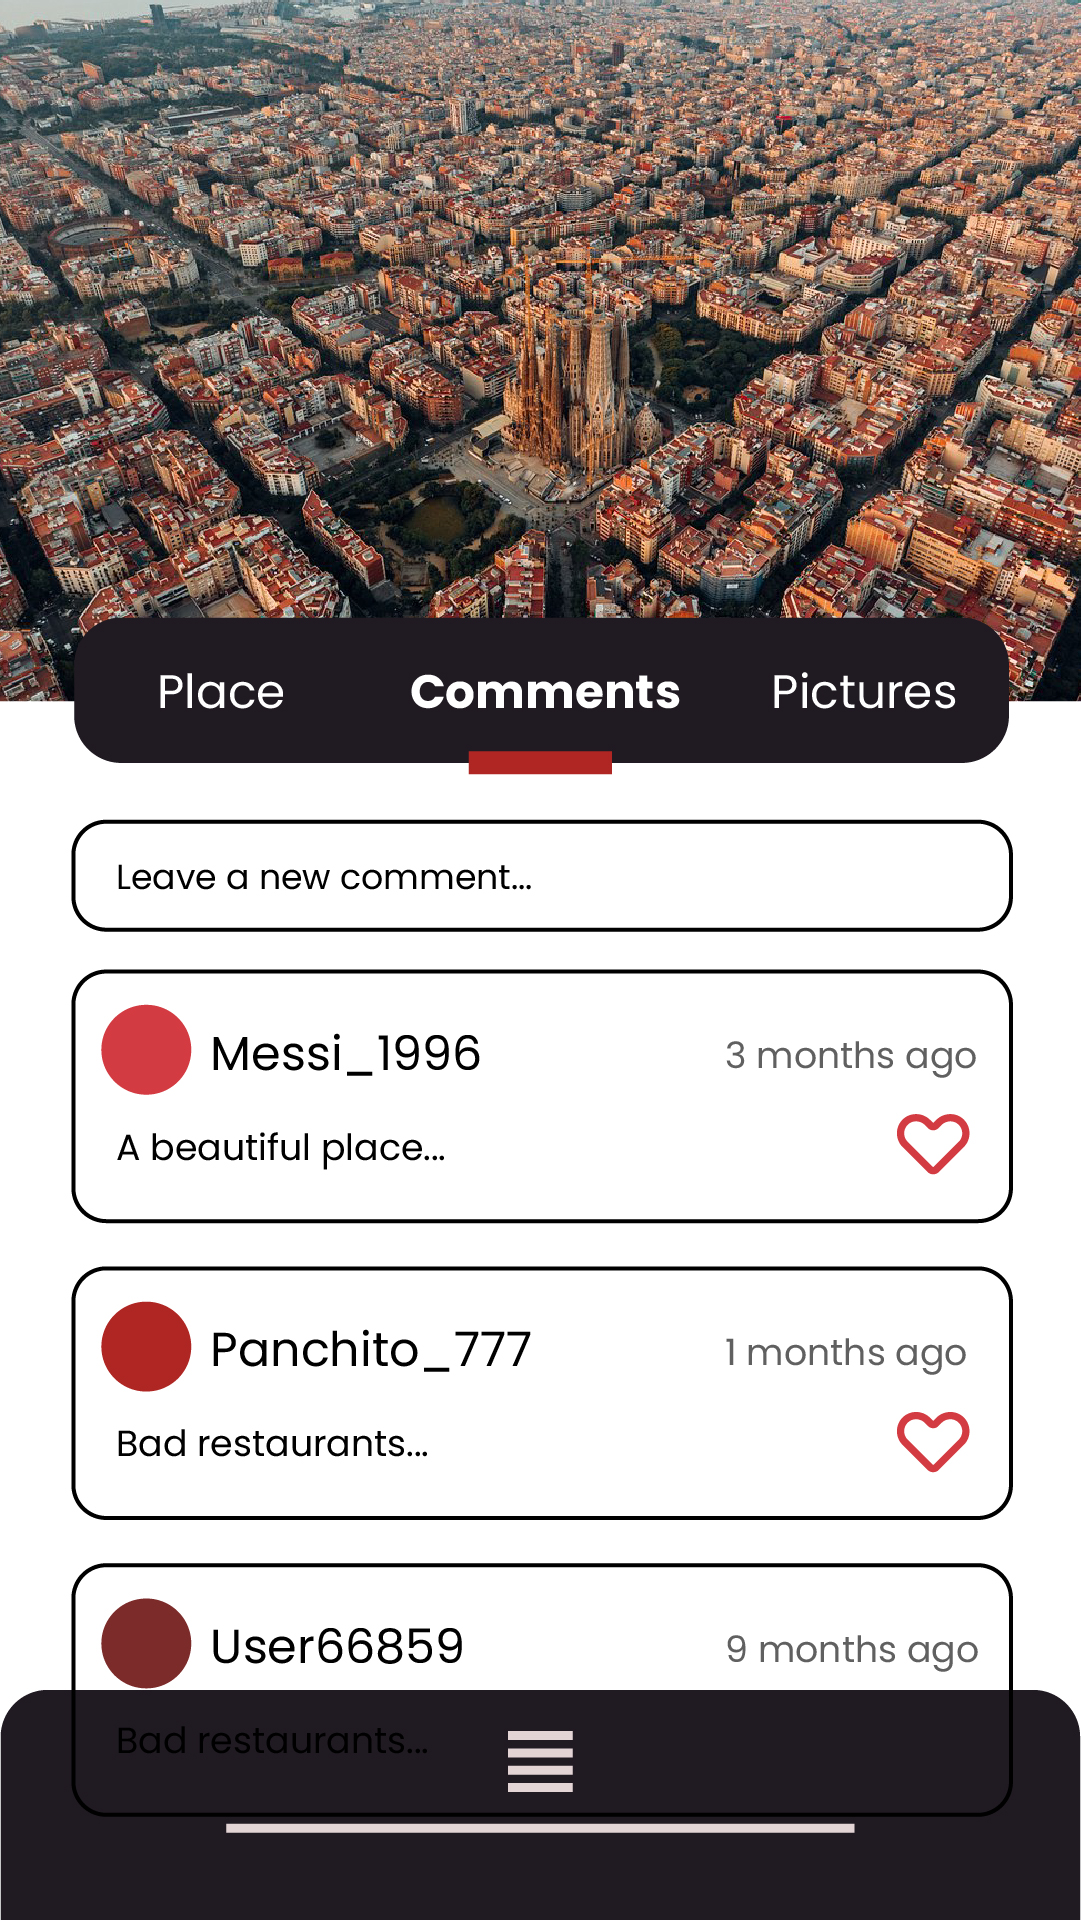 Place Comments Pictures
Leave a new comment...
Messi_1996 3 months ago
A beautiful place...
Panchito_777 1 months ago
Bad restaurants...
User66859 9 months ago
Bad restaurants...